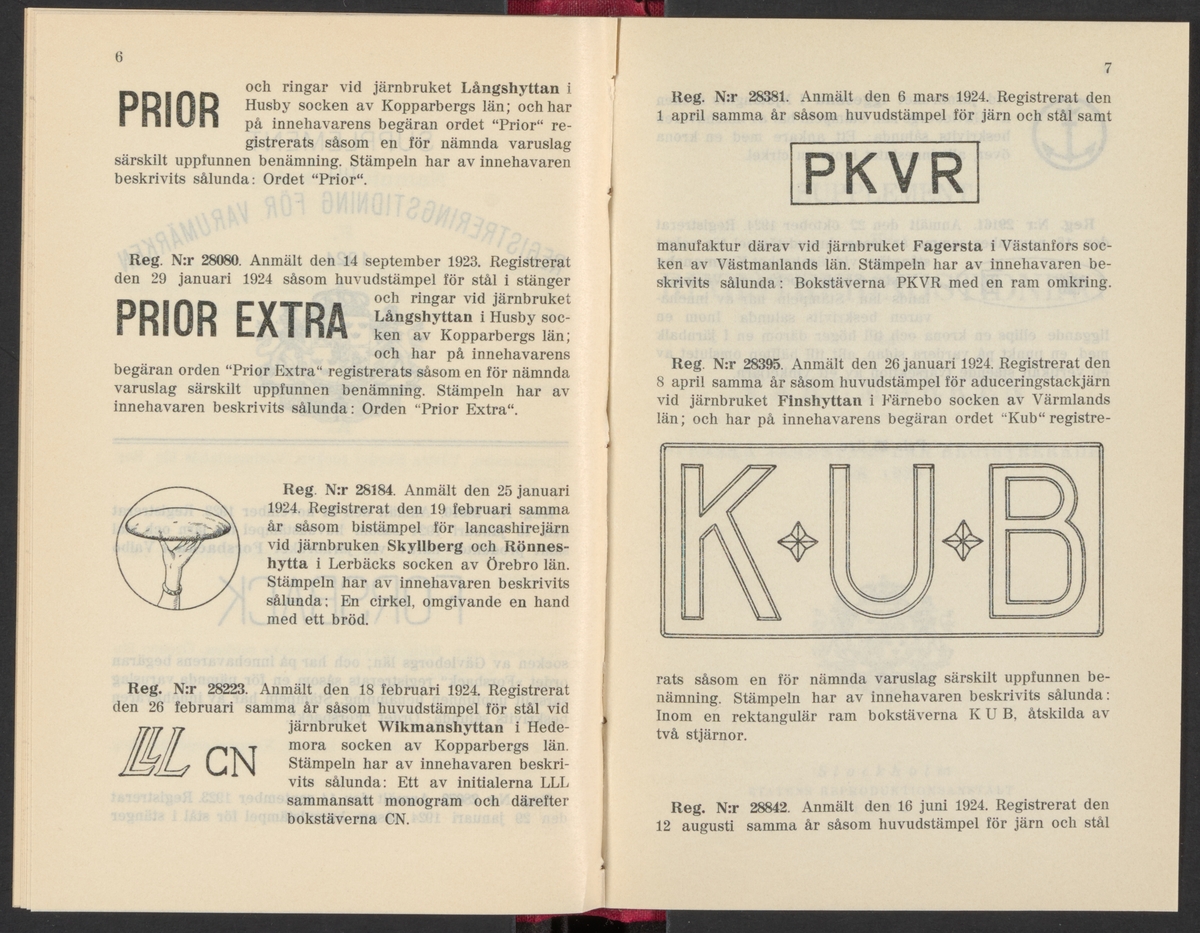 6
PRIOR
och ringar vid järnbruket Långshyttan i
Husby socken av Kopparbergs län; och har
på innehavarens begäran ordet “Prior“ re-
gistrerats såsom en för nämnda varuslag
särskilt uppfunnen benämning. Stämpeln har av innehavaren
beskrivits sålunda: Ordet “Prior“.
Reg. N:r 28080. Anmält den 14 september 1923. Registrerat
den 29 januari 1924 såsom huvudstämpel för stål i stänger
PRIOR EXTRA
och ringar vid järnbruket
Långshyttan i Husby soc-
ken av Kopparbergs län;
och har på innehavarens
begäran orden “Prior Extra“ registrerats såsom en för nämnda
varuslag särskilt uppfunnen benämning. Stämpeln har av
innehavaren beskrivits sålunda: Orden “Prior Extra“.
Reg. N:r 28184. Anmält den 25 januari
1924. Registrerat den 19 februari samma
år såsom bistämpel för lancashirejärn
vid järnbruken Skyllberg och Rönnes-
hytta i Lerbäcks socken av Örebro län.
Stämpeln har av innehavaren beskrivits
sålunda: En cirkel, omgivande en hand
med ett bröd.
Reg. N:r 28223. Anmält den 18 februari 1924. Registrerat
den 26 februari samma år såsom huvudstämpel för stål vid
LLL CN
järnbruket Wikmanshyttan i Hede-
mora socken av Kopparbergs län.
Stämpeln har av innehavaren beskri-
vits sålunda: Ett av initialerna LLL
sammansatt monogram och därefter
bokstäverna CN.
7
Reg. N:r 28381. Anmält den 6 mars 1924. Registrerat den
1 april samma år såsom huvudstämpel för järn och stål samt
PKVR
manufaktur därav vid järnbruket Fagersta i Västanfors soc-
ken av Västmanlands län. Stämpeln har av innehavaren be-
skrivits sålunda: Bokstäverna PKVR med en ram omkring.
Reg. N:r 28395. Anmält den 26 januari 1924. Registrerat den
8 april samma år såsom huvudstämpel för aduceringstackjärn
vid järnbruket Finshyttan i Färnebo socken av Värmlands
län; och har på innehavarens begäran ordet “Kub“ registre-
KUB
rats såsom en för nämnda varuslag särskilt uppfunnen be-
nämning. Stämpeln har av innehavaren beskrivits sålunda:
Inom en rektangulär ram bokstäverna K U B, åtskilda av
två stjärnor.
Reg. N:r 28842. Anmält den 16 juni 1924. Registrerat den
12 augusti samma år såsom huvudstämpel för järn och stål